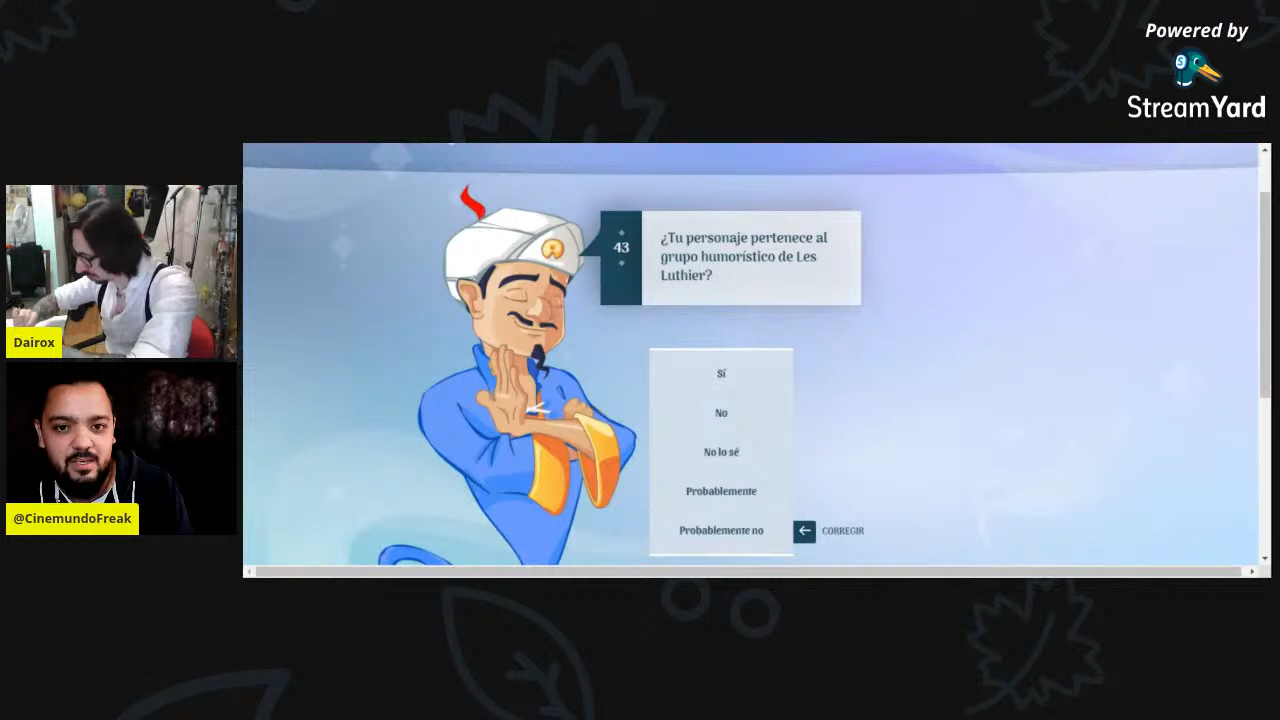 Powered by
StreamYard
43
¿Tu personaje pertenece al
grupo humorístico de Les
Luthier?
Sí
No
No lo sé
Probablemente
Probablemente no
CORREGIR
Dairox
@CinemundoFreak